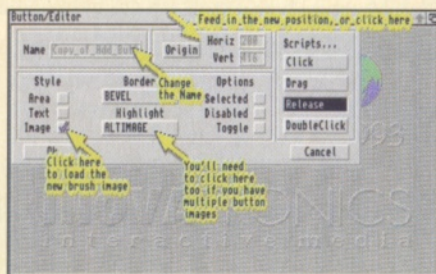 Button/Editor
Feed in the new position, or click here
Name
Origin
Horiz 200
Vert 416
Scripts...
Click
Drag
Release
DoubleClick
Cancel
Change
the Name
Style
Area
Text
Image
Border
BEVEL
Highlight
ALTIMAGE
Options
Selected
Disabled
Toggle
Click here
to load the
new brush image
You'll need
to click here
too if you have
multiple button
images
interactive media